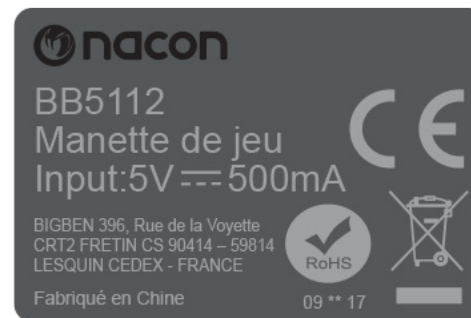 nacon
BB5112
Manette de jeu
Input:5V ⎓ 500mA
CE
BIGBEN 396, Rue de la Voyette
CRT2 FRETIN CS 90414 – 59814
LESQUIN CEDEX - FRANCE
RoHS
Fabriqué en Chine
09 ** 17